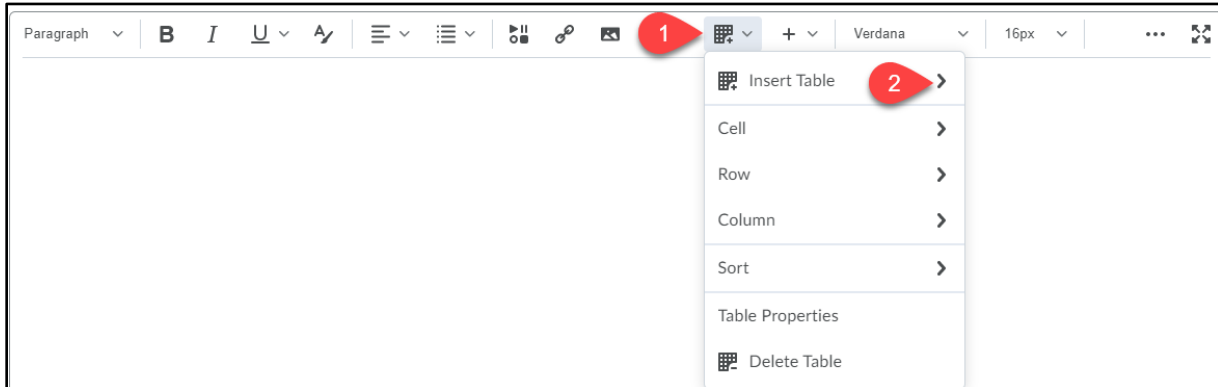 Paragraph B I U A 1 + Verdana 16px ...
Insert Table 2
Cell
Row
Column
Sort
Table Properties
Delete Table